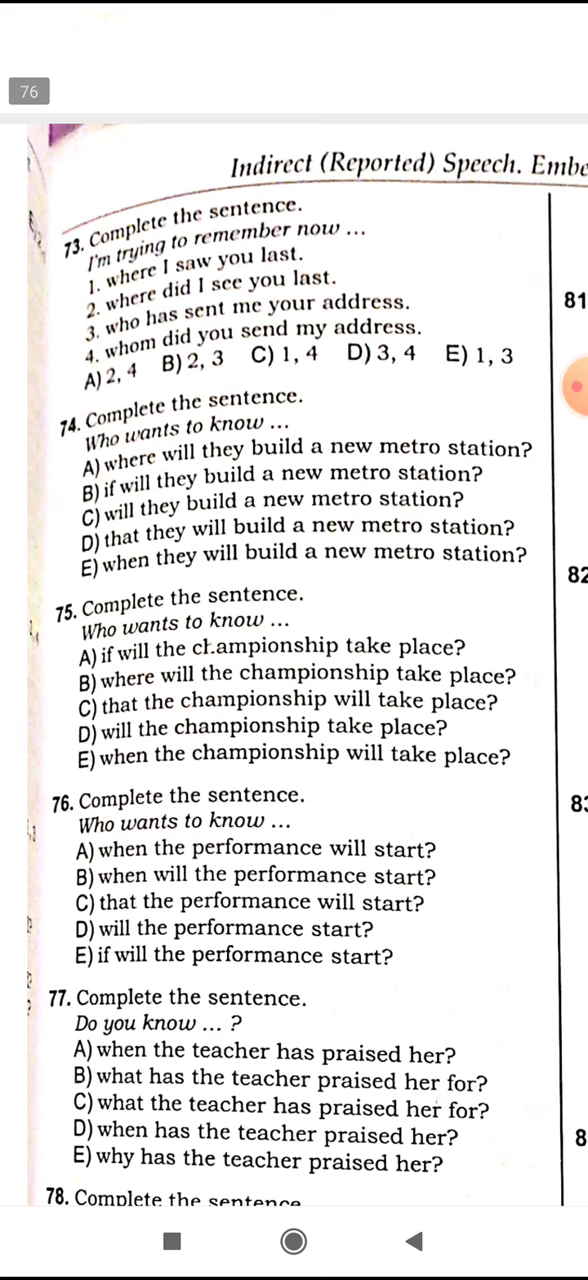 76
Indirect (Reported) Speech. Embe
73. Complete the sentence.
I'm trying to remember now ...
1. where I saw you last.
2. where did I see you last.
3. who has sent me your address.
4. whom did you send my address.
A) 2, 4 B) 2, 3 C) 1, 4 D) 3, 4 E) 1, 3
74. Complete the sentence.
Who wants to know ...
A) where will they build a new metro station?
B) if will they build a new metro station?
C) will they build a new metro station?
D) that they will build a new metro station?
E) when they will build a new metro station?
75. Complete the sentence.
Who wants to know ...
A) if will the championship take place?
B) where will the championship take place?
C) that the championship will take place?
D) will the championship take place?
E) when the championship will take place?
76. Complete the sentence.
Who wants to know ...
A) when the performance will start?
B) when will the performance start?
C) that the performance will start?
D) will the performance start?
E) if will the performance start?
77. Complete the sentence.
Do you know ... ?
A) when the teacher has praised her?
B) what has the teacher praised her for?
C) what the teacher has praised her for?
D) when has the teacher praised her?
E) why has the teacher praised her?
78. Complete the sentence
81
82
83
8